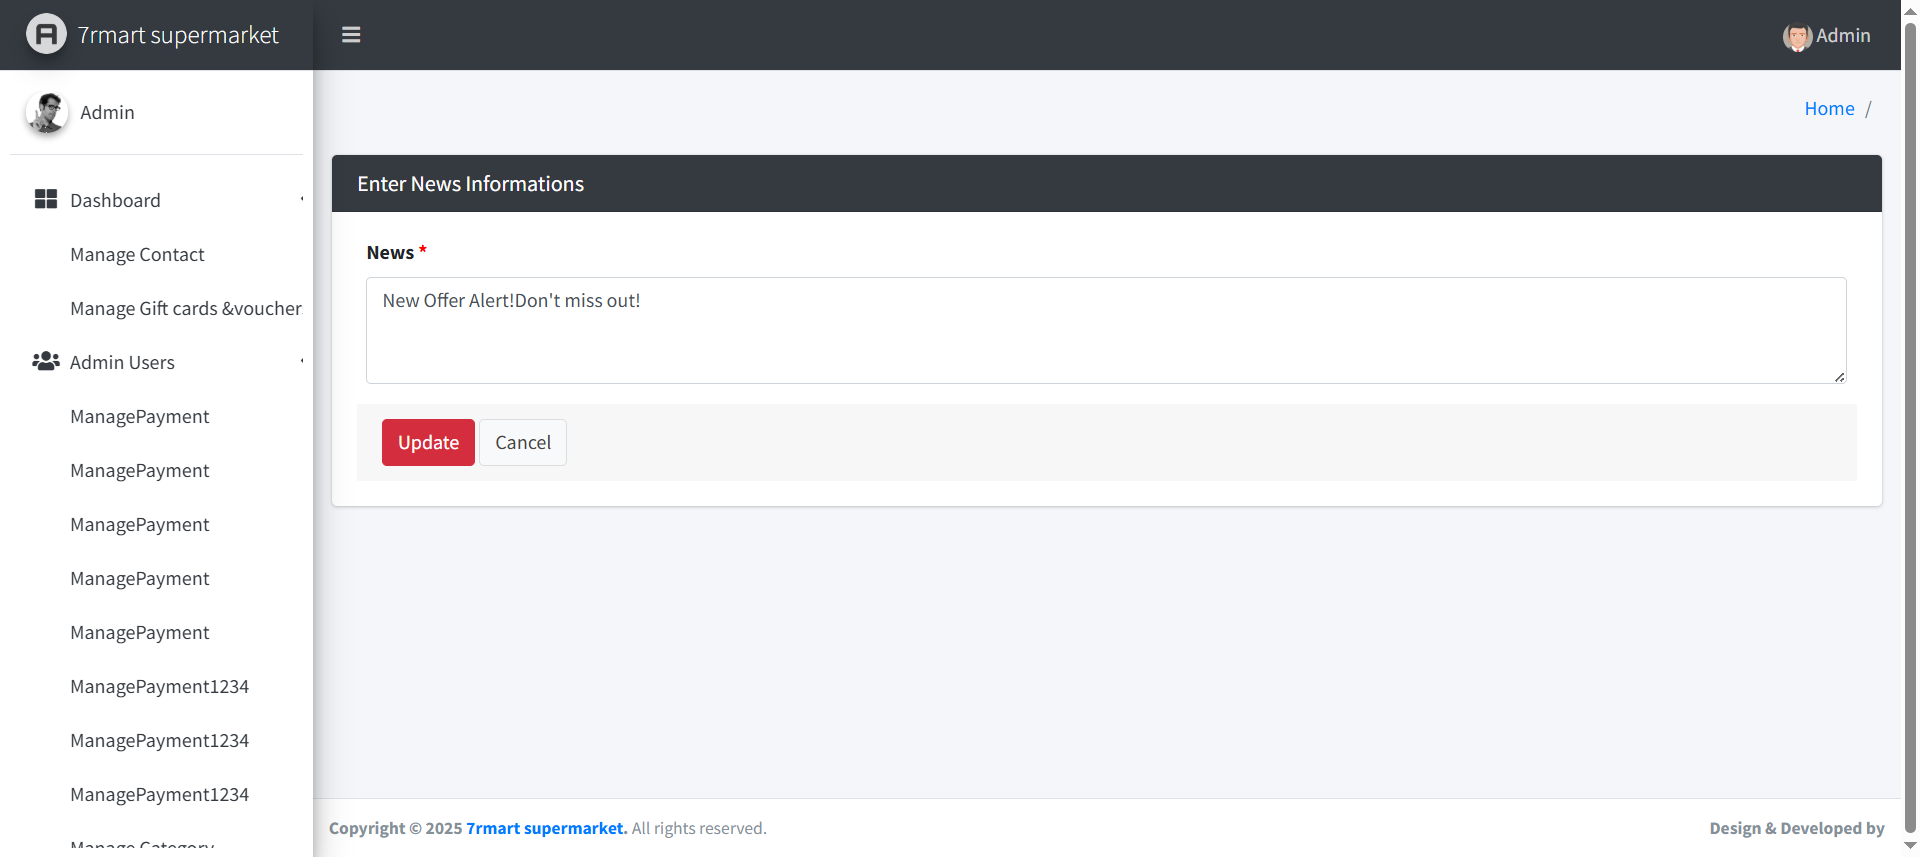 7rmart supermarket
Admin
Admin
Home /
Dashboard
Manage Contact
Manage Gift cards &voucher
Admin Users
ManagePayment
ManagePayment
ManagePayment
ManagePayment
ManagePayment
ManagePayment1234
ManagePayment1234
ManagePayment1234
Manage Category
Enter News Informations
News *
New Offer Alert!Don't miss out!
Update
Cancel
Copyright © 2025 7rmart supermarket. All rights reserved.
Design & Developed by